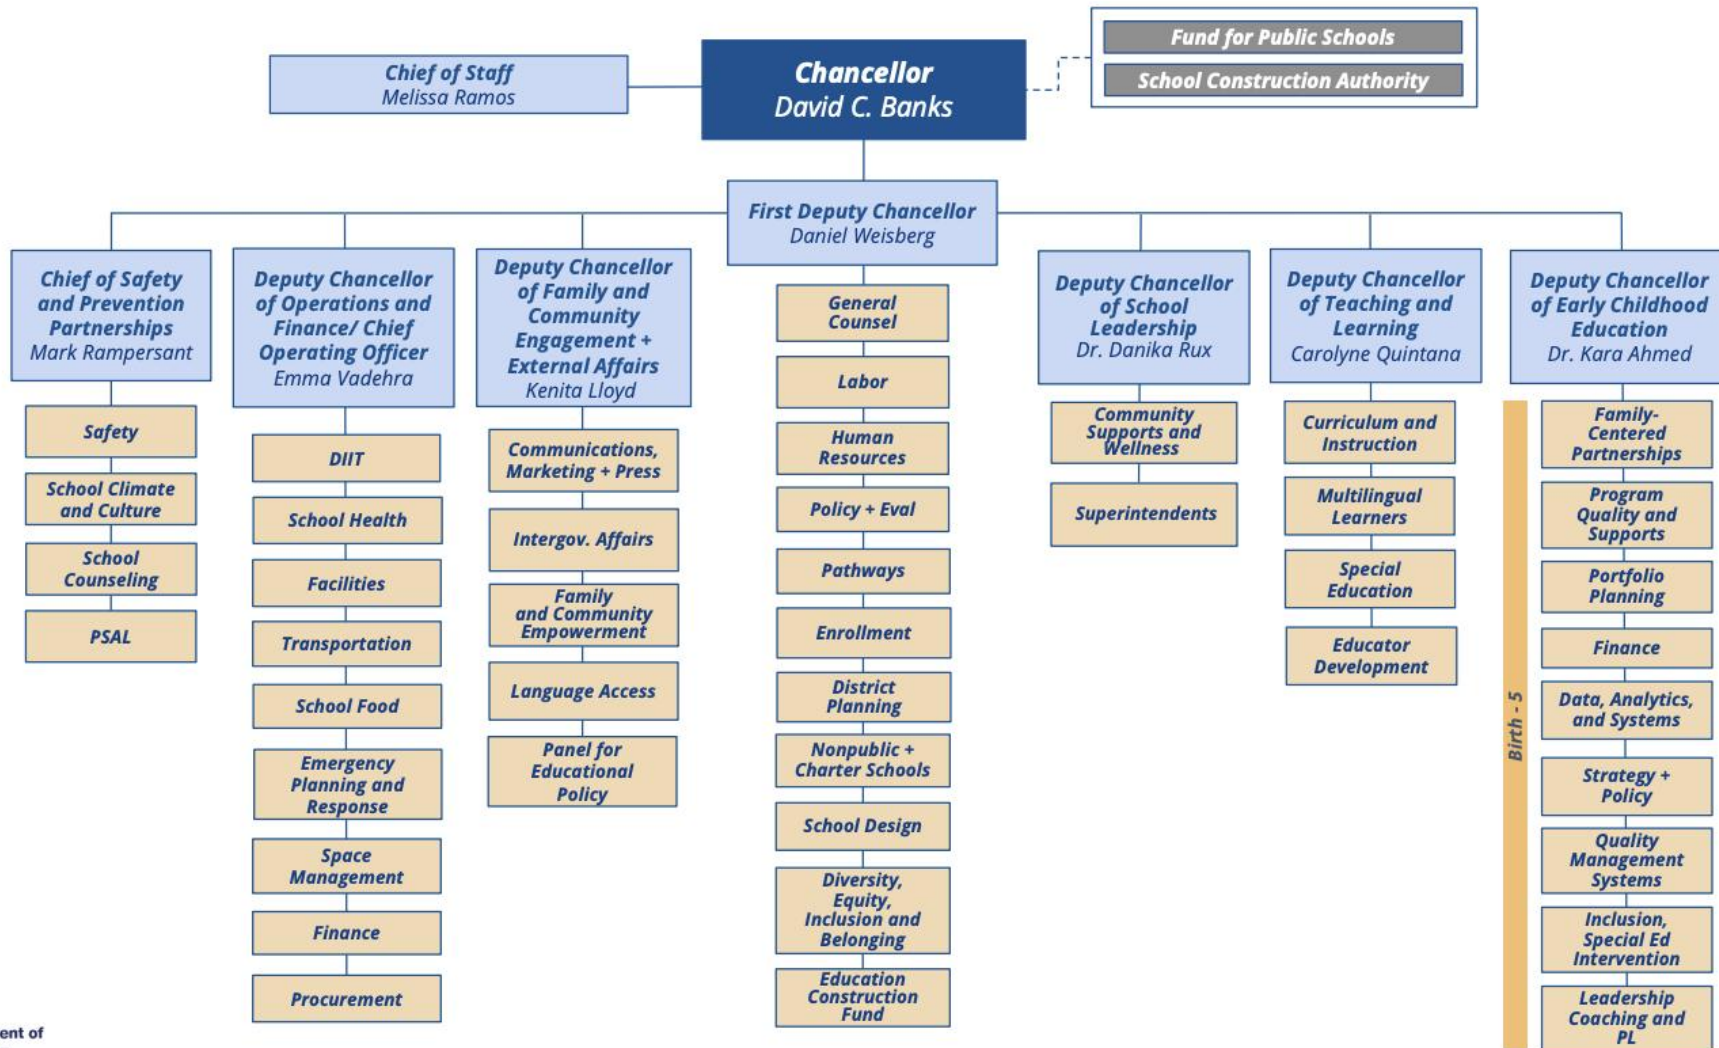 Chief of Staff
Melissa Ramos
Chancellor
David C. Banks
Fund for Public Schools
School Construction Authority
First Deputy Chancellor
Daniel Weisberg
Chief of Safety
and Prevention
Partnerships
Mark Rampersant
Safety
School Climate
and Culture
School
Counseling
PSAL
Deputy Chancellor
of Operations and
Finance/ Chief
Operating Officer
Emma Vadehra
DIIT
School Health
Facilities
Transportation
School Food
Emergency
Planning and
Response
Space
Management
Finance
Procurement
Deputy Chancellor
of Family and
Community
Engagement +
External Affairs
Kenita Lloyd
Communications,
Marketing + Press
Intergov. Affairs
Family
and Community
Empowerment
Language Access
Panel for
Educational
Policy
General
Counsel
Labor
Human
Resources
Policy + Eval
Pathways
Enrollment
District
Planning
Nonpublic +
Charter Schools
School Design
Diversity,
Equity,
Inclusion and
Belonging
Education
Construction
Fund
Deputy Chancellor
of School
Leadership
Dr. Danika Rux
Community
Supports and
Wellness
Superintendents
Deputy Chancellor
of Teaching and
Learning
Carolyne Quintana
Curriculum and
Instruction
Multilingual
Learners
Special
Education
Educator
Development
Deputy Chancellor
of Early Childhood
Education
Dr. Kara Ahmed
Birth - 5
Family-
Centered
Partnerships
Program
Quality and
Supports
Portfolio
Planning
Finance
Data, Analytics,
and Systems
Strategy +
Policy
Quality
Management
Systems
Inclusion,
Special Ed
Intervention
Leadership
Coaching and
PL
ent of